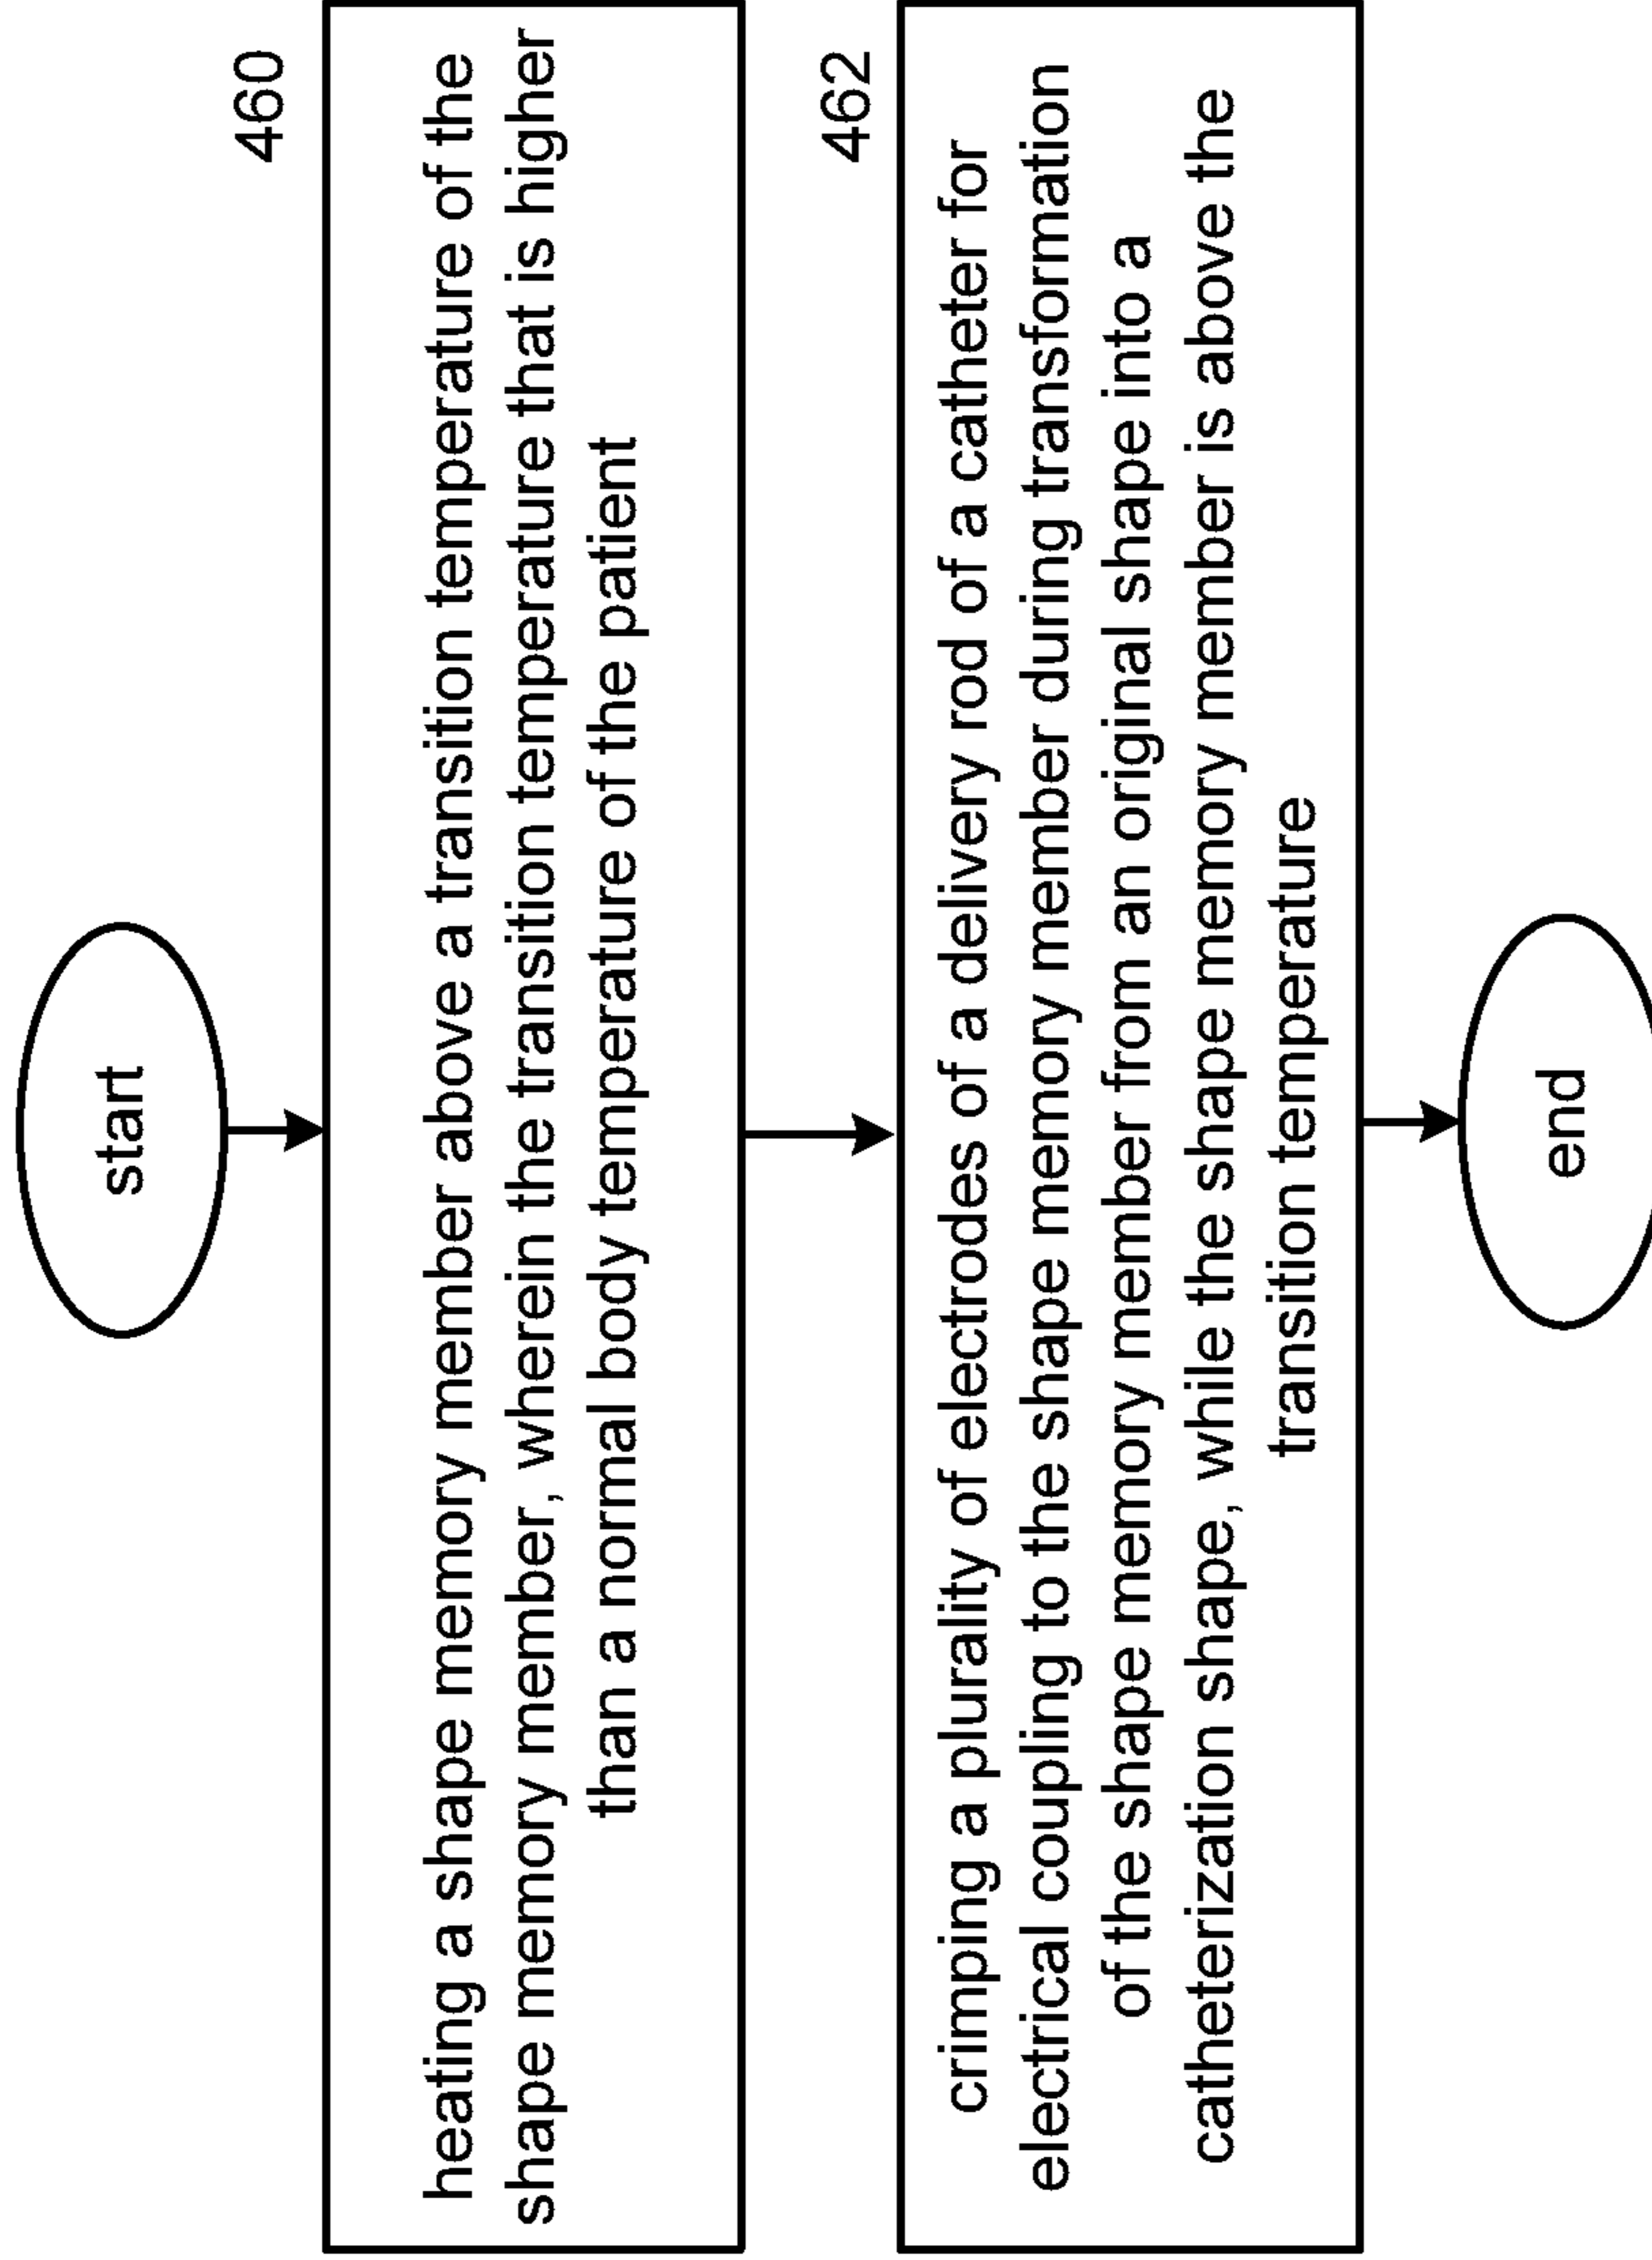 start
460
heating a shape memory member above a transition temperature of the
shape memory member, wherein the transition temperature that is higher
than a normal body temperature of the patient
462
crimping a plurality of electrodes of a delivery rod of a catheter for
electrical coupling to the shape memory member during transformation
of the shape memory member from an original shape into a
catheterization shape, while the shape memory member is above the
transition temperature
end